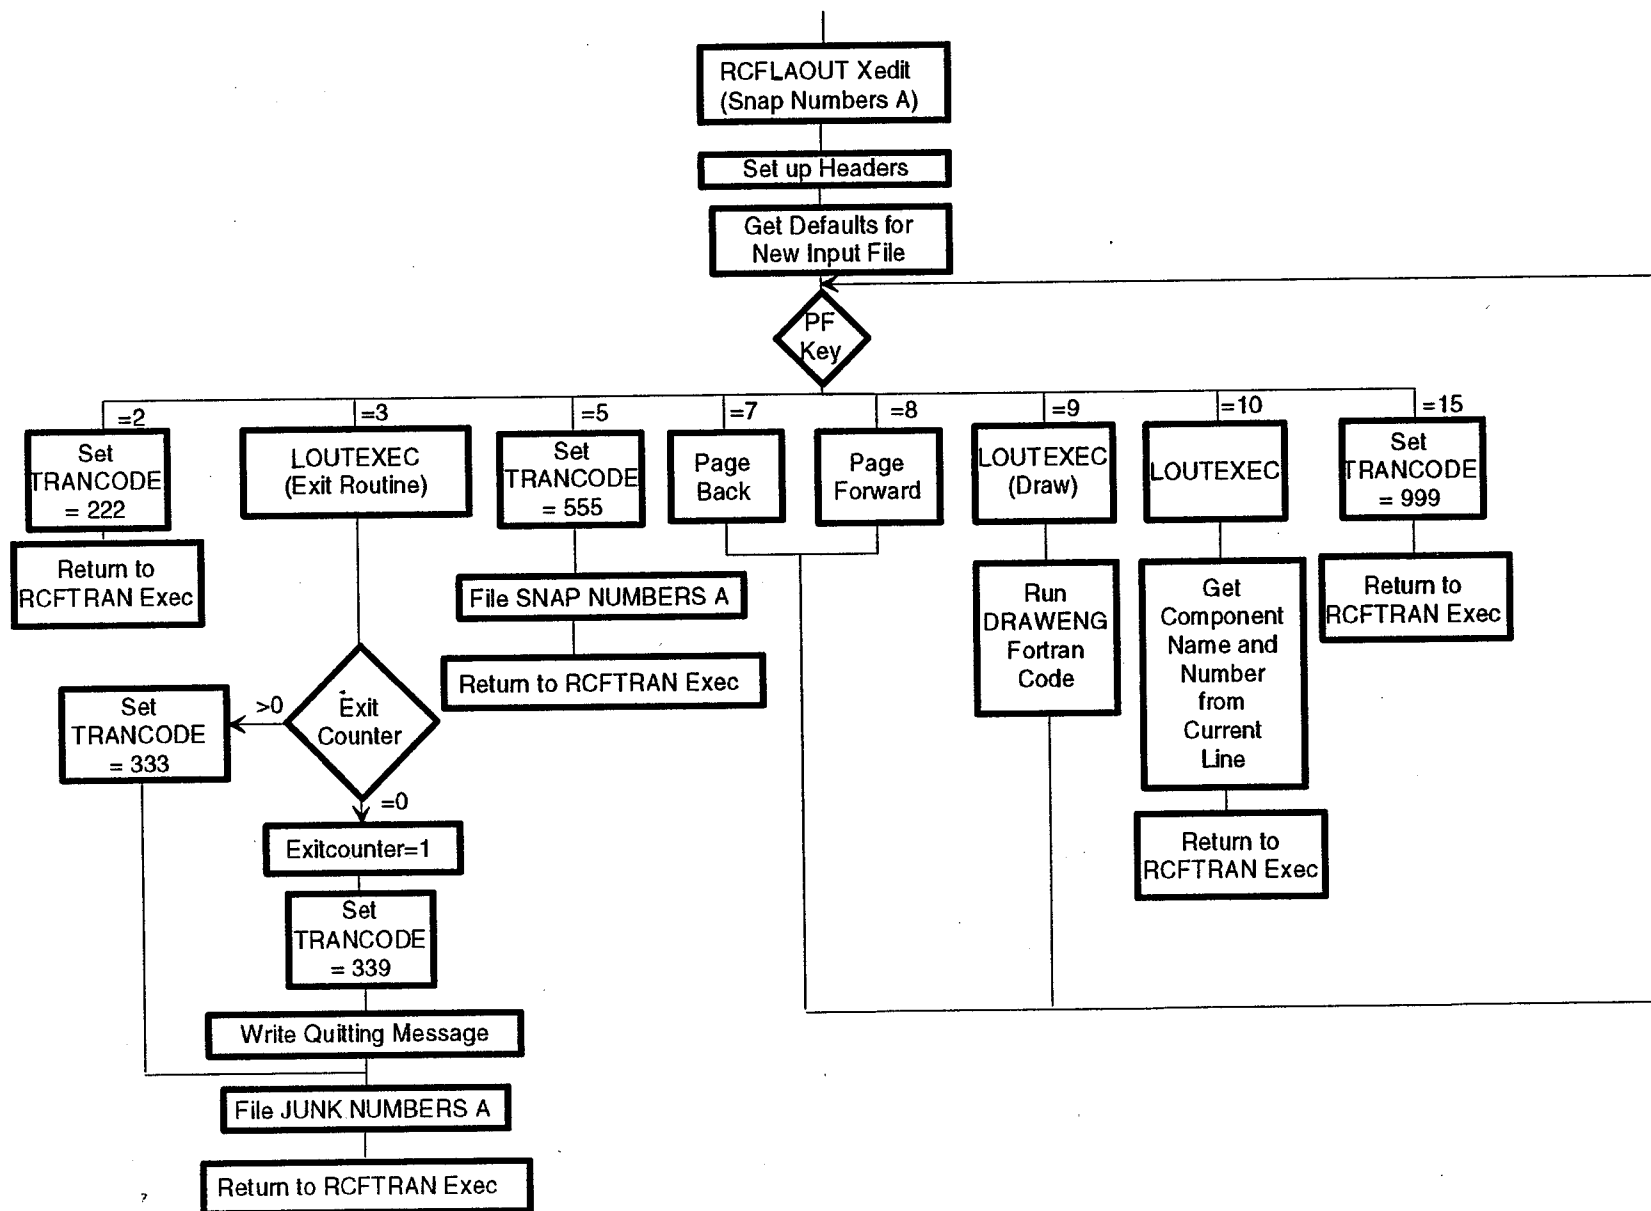 RCFLAOUT Xedit
(Snap Numbers A)
Set up Headers
Get Defaults for
New Input File
PF
Key
=2
=3
=5
=7
=8
=9
=10
=15
Set
TRANCODE
= 222
LOUTEXEC
(Exit Routine)
Set
TRANCODE
= 555
Page
Back
Page
Forward
LOUTEXEC
(Draw)
LOUTEXEC
Set
TRANCODE
= 999
Return to
RCFTRAN Exec
File SNAP NUMBERS A
Return to RCFTRAN Exec
Run
DRAWENG
Fortran
Code
Get
Component
Name and
Number
from
Current
Line
Return to
RCFTRAN Exec
Exit
Counter
>0
Set
TRANCODE
= 333
=0
Exitcounter=1
Return to
RCFTRAN Exec
Set
TRANCODE
= 339
Write Quitting Message
File JUNK NUMBERS A
Return to RCFTRAN Exec